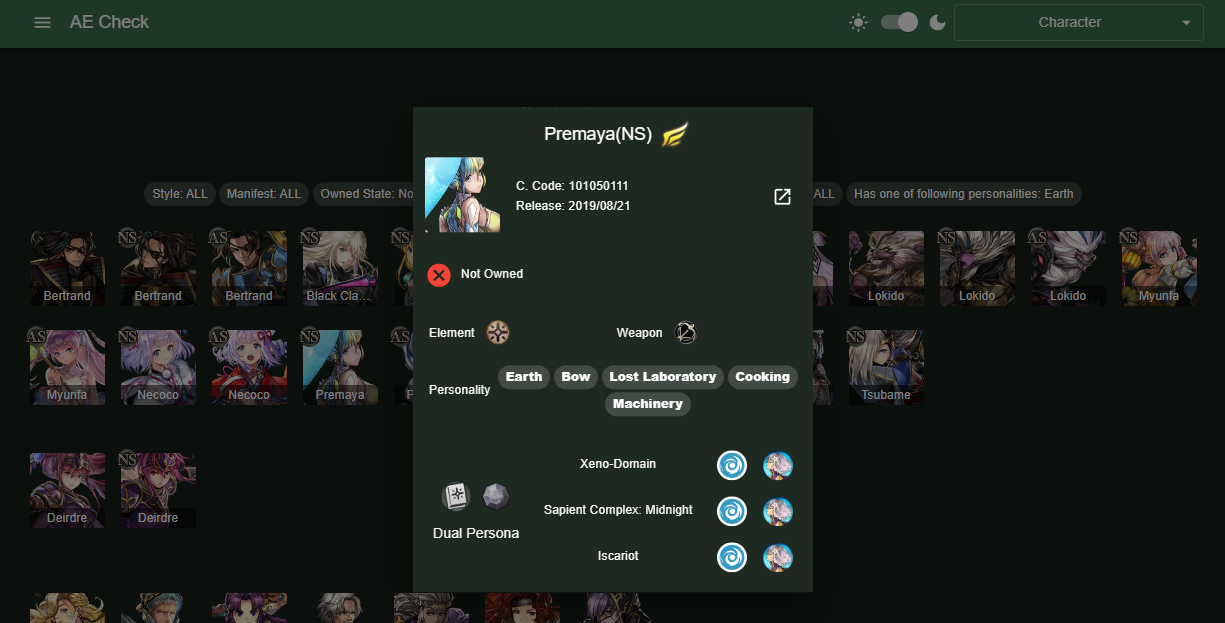 AE Check
Character
Premaya(NS)
C. Code: 101050111
Release: 2019/08/21
Style: ALL
Manifest: ALL
Owned State: No
ALL
Has one of following personalities: Earth
Not Owned
NS
AS
NS
NS
NS
AS
NS
Bertrand
Bertrand
Bertrand
Black Cla...
Lokido
Lokido
Lokido
Myunfa
Element
Weapon
AS
NS
NS
NS
AS
NS
Myunfa
Necoco
Necoco
Premaya
P
Tsubame
Personality
Earth
Bow
Lost Laboratory
Cooking
Machinery
NS
Deirdre
Deirdre
Dual Persona
Xeno-Domain
Sapient Complex: Midnight
Iscariot